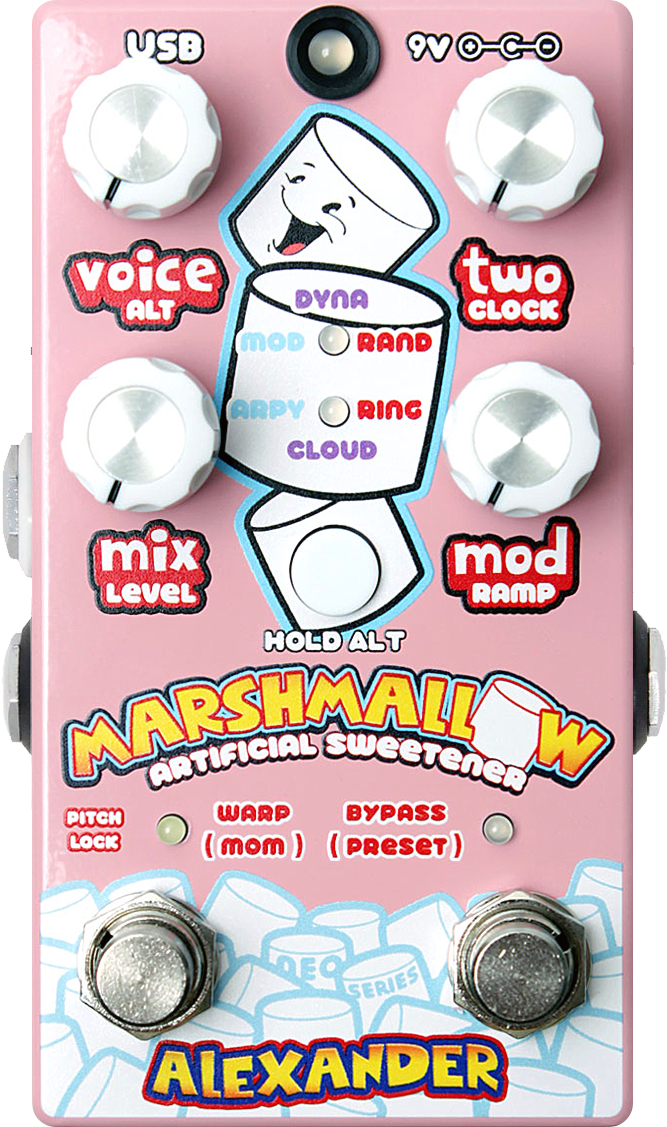 USB
9V
voice
ALT
two
CLOCK
DYNA
MOD RAND
ARPY RING
CLOUD
mix
LEVEL
mod
RAMP
HOLD ALT
MARSHMALLOW
ARTIFICIAL SWEETENER
PITCH
LOCK
WARP
(MOM)
BYPASS
(PRESET)
NEO
SERIES
ALEXANDER